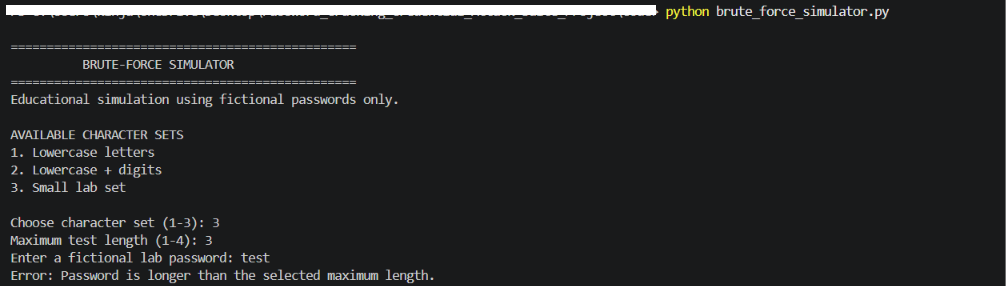 python brute_force_simulator.py
===============================================
BRUTE-FORCE SIMULATOR
===============================================
Educational simulation using fictional passwords only.
AVAILABLE CHARACTER SETS
1. Lowercase letters
2. Lowercase + digits
3. Small lab set
Choose character set (1-3): 3
Maximum test length (1-4): 3
Enter a fictional lab password: test
Error: Password is longer than the selected maximum length.